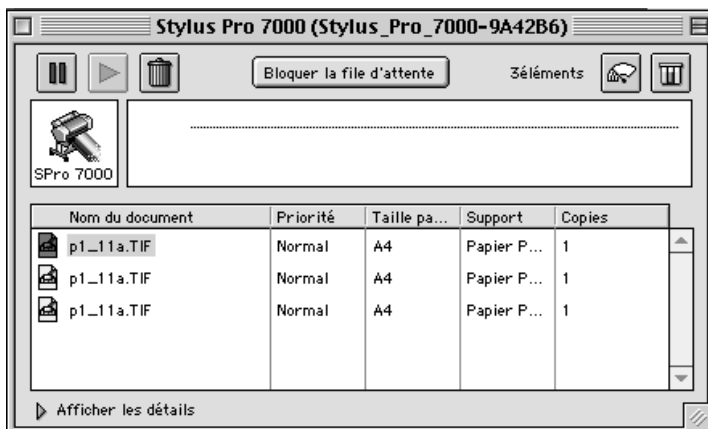 Stylus Pro 7000 (Stylus_Pro_7000-9A42B6)
Bloquer la file d'attente 3éléments
SPro 7000
Nom du document Priorité Taille pa... Support Copies
p1_11a.TIF Normal A4 Papier P... 1
p1_11a.TIF Normal A4 Papier P... 1
p1_11a.TIF Normal A4 Papier P... 1
Afficher les détails